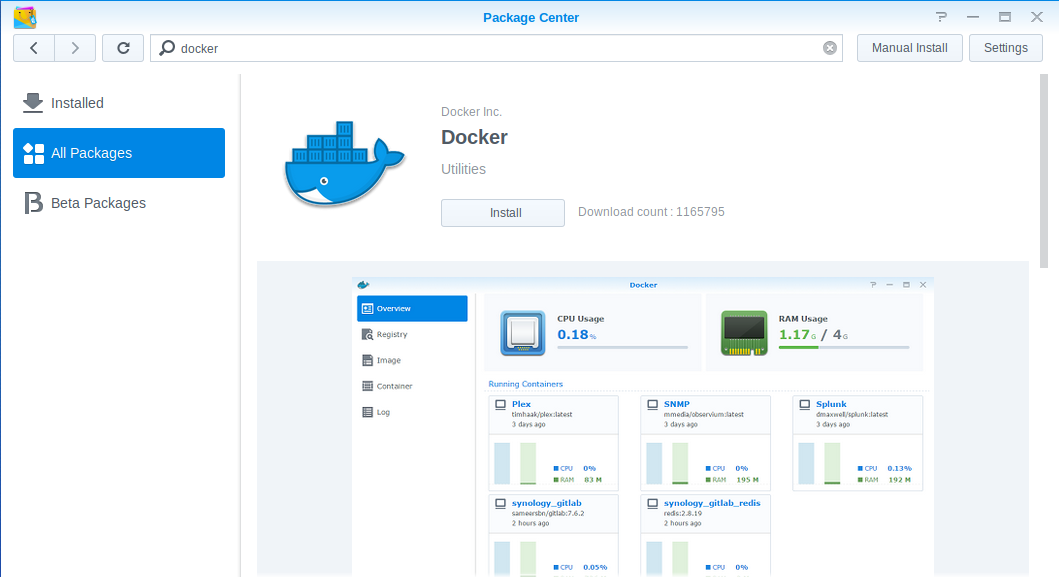 Package Center
docker
Manual Install
Settings
Installed
All Packages
Beta Packages
Docker Inc.
Docker
Utilities
Install
Download count : 1165795
Docker
Overview
Registry
Image
Container
Log
CPU Usage
0.18 %
RAM Usage
1.17 G / 4 G
Running Containers
Plex
timhaak/plex:latest
3 days ago
CPU 0%
RAM 83 M
SNMP
mmedia/observium:latest
3 days ago
CPU 0%
RAM 195 M
Splunk
dmaxwell/splunk:latest
3 days ago
CPU 0.13%
RAM 192 M
synology_gitlab
sameersbn/gitlab:7.6.2
2 hours ago
CPU 0.05%
synology_gitlab_redis
redis:2.8.19
2 hours ago
CPU 0%